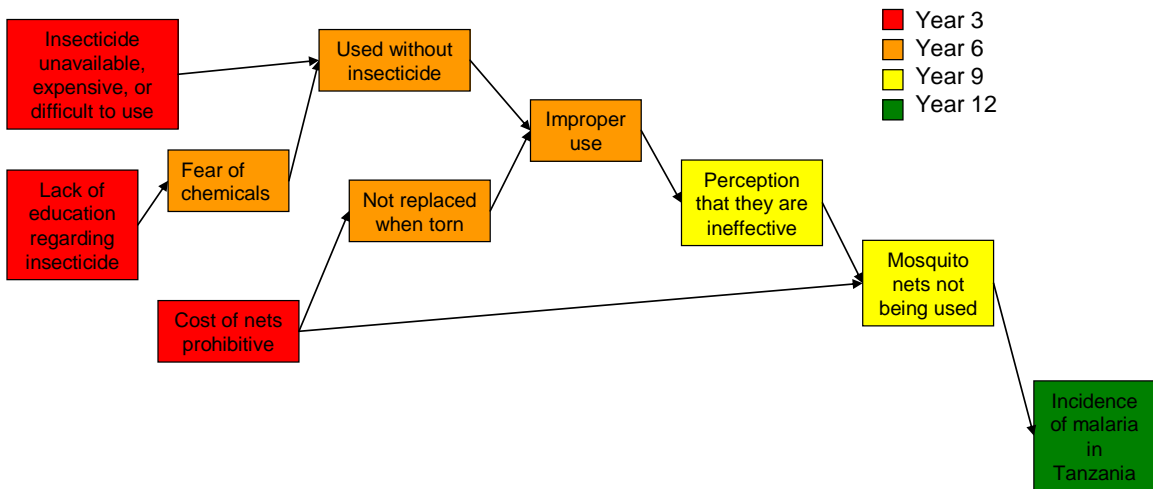 Insecticide
unavailable,
expensive, or
difficult to use
Used without
insecticide
Year 3
Year 6
Year 9
Year 12
Improper
use
Fear of
chemicals
Lack of
education
regarding
insecticide
Not replaced
when torn
Perception
that they are
ineffective
Mosquito
nets not
being used
Cost of nets
prohibitive
Incidence
of malaria
in
Tanzania